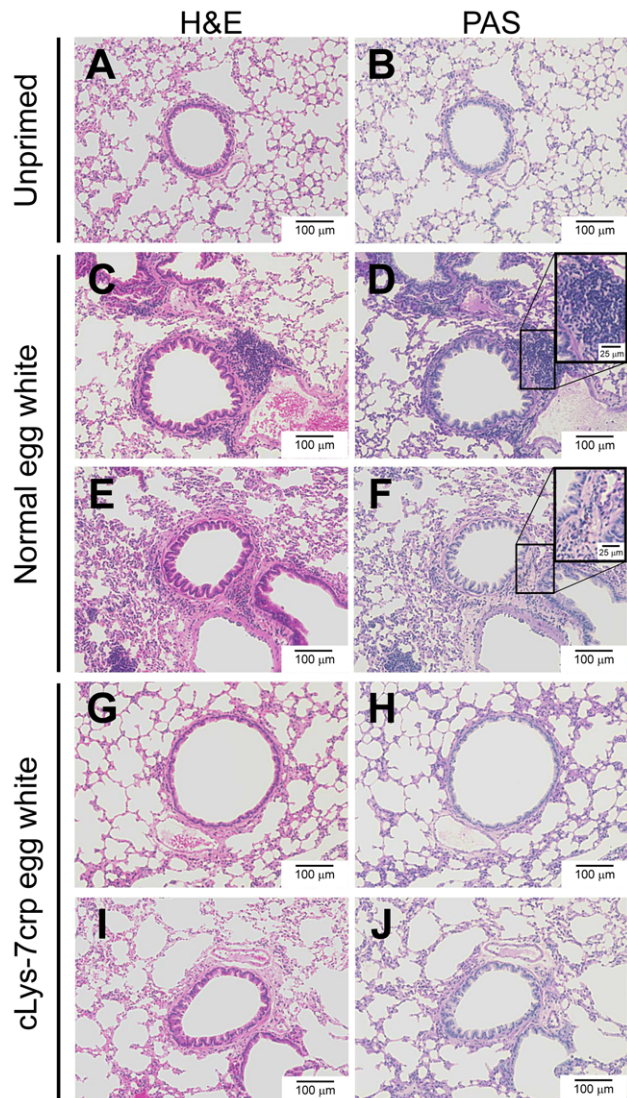 H&E PAS
Unprimed
A B
100 µm 100 µm
Normal egg white
C D
25 µm
100 µm 100 µm
E F
25 µm
100 µm 100 µm
cLys-7crp egg white
G H
100 µm 100 µm
I J
100 µm 100 µm